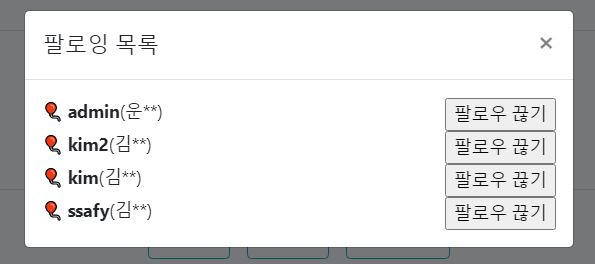 팔로잉 목록 ×
admin(운**) 팔로우 끊기
kim2(김**) 팔로우 끊기
kim(김**) 팔로우 끊기
ssafy(김**) 팔로우 끊기